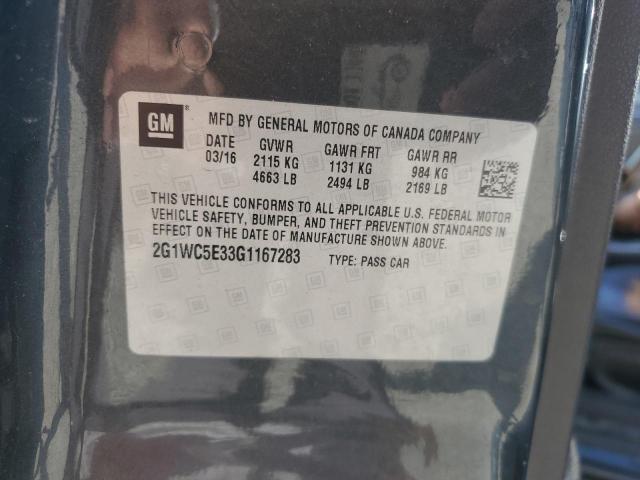 GM ®
MFD BY GENERAL MOTORS OF CANADA COMPANY
DATE GVWR GAWR FRT GAWR RR
03/16 2115 KG 1131 KG 984 KG
4663 LB 2494 LB 2169 LB
THIS VEHICLE CONFORMS TO ALL APPLICABLE U.S. FEDERAL MOTOR
VEHICLE SAFETY, BUMPER, AND THEFT PREVENTION STANDARDS IN
EFFECT ON THE DATE OF MANUFACTURE SHOWN ABOVE.
2G1WC5E33G1167283 TYPE: PASS CAR